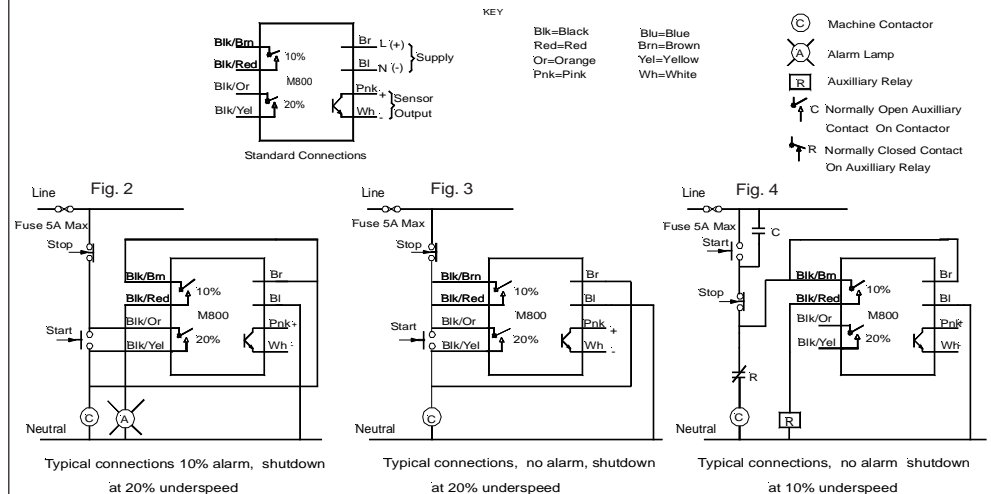 KEY
Blk=Black
Red=Red
Or=Orange
Pnk=Pink
Blu=Blue
Brn=Brown
Yel=Yellow
Wh=White
C Machine Contactor
A Alarm Lamp
R Auxilliary Relay
C Normally Open Auxilliary
Contact On Contactor
R Normally Closed Contact
On Auxilliary Relay
Blk/Brn
Blk/Red
Blk/Or
Blk/Yel
10%
M800
20%
Br L (+)
Bl N (-)
Supply
Pnk +
Wh -
Sensor
Output
Standard Connections
Fig. 2
Line
Fuse 5A Max
Stop
Start
Blk/Brn
Blk/Red
Blk/Or
Blk/Yel
10%
M800
20%
Br
Bl
Pnk+
Wh -
C
A
Neutral
Typical connections 10% alarm, shutdown
at 20% underspeed
Fig. 3
Line
Fuse 5A Max
Stop
Start
Blk/Brn
Blk/Red
Blk/Or
Blk/Yel
10%
M800
20%
Br
Bl
Pnk +
Wh -
C
Neutral
Typical connections, no alarm, shutdown
at 20% underspeed
Fig. 4
Line
Fuse 5A Max
Start
C
Stop
Blk/Brn
Blk/Red
Blk/Or
Blk/Yel
10%
M800
20%
Br
Bl
Pnk+
Wh -
R
C
R
Neutral
Typical connections, no alarm shutdown
at 10% underspeed